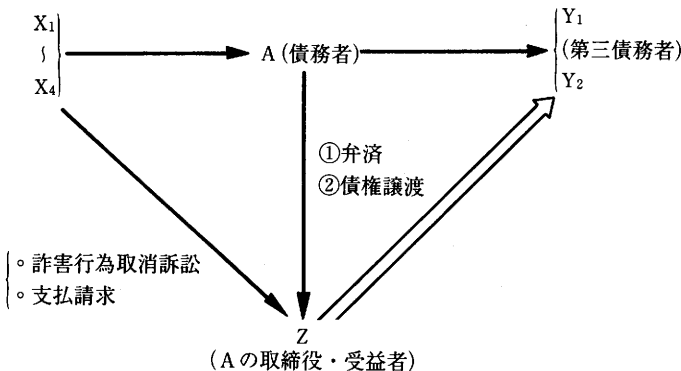 X1
〜
X4
A (債務者)
Y1
(第三債務者)
Y2
①弁済
②債権譲渡
。詐害行為取消訴訟
。支払請求
Z
(Aの取締役・受益者)